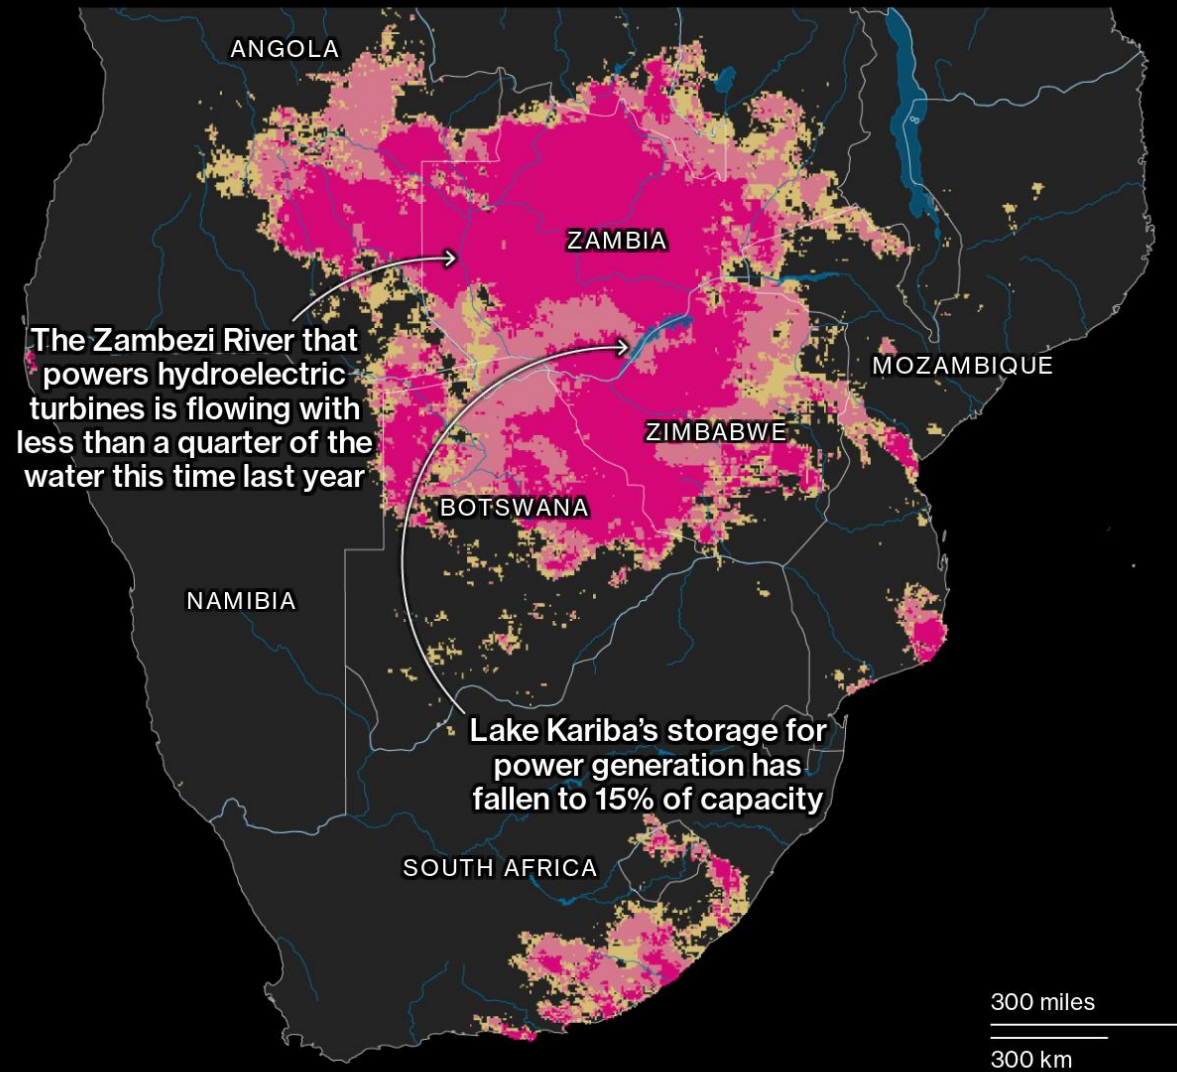 ANGOLA
ZAMBIA
The Zambezi River that
powers hydroelectric
turbines is flowing with
less than a quarter of the
water this time last year
MOZAMBIQUE
ZIMBABWE
BOTSWANA
NAMIBIA
Lake Kariba’s storage for
power generation has
fallen to 15% of capacity
SOUTH AFRICA
300 miles
300 km